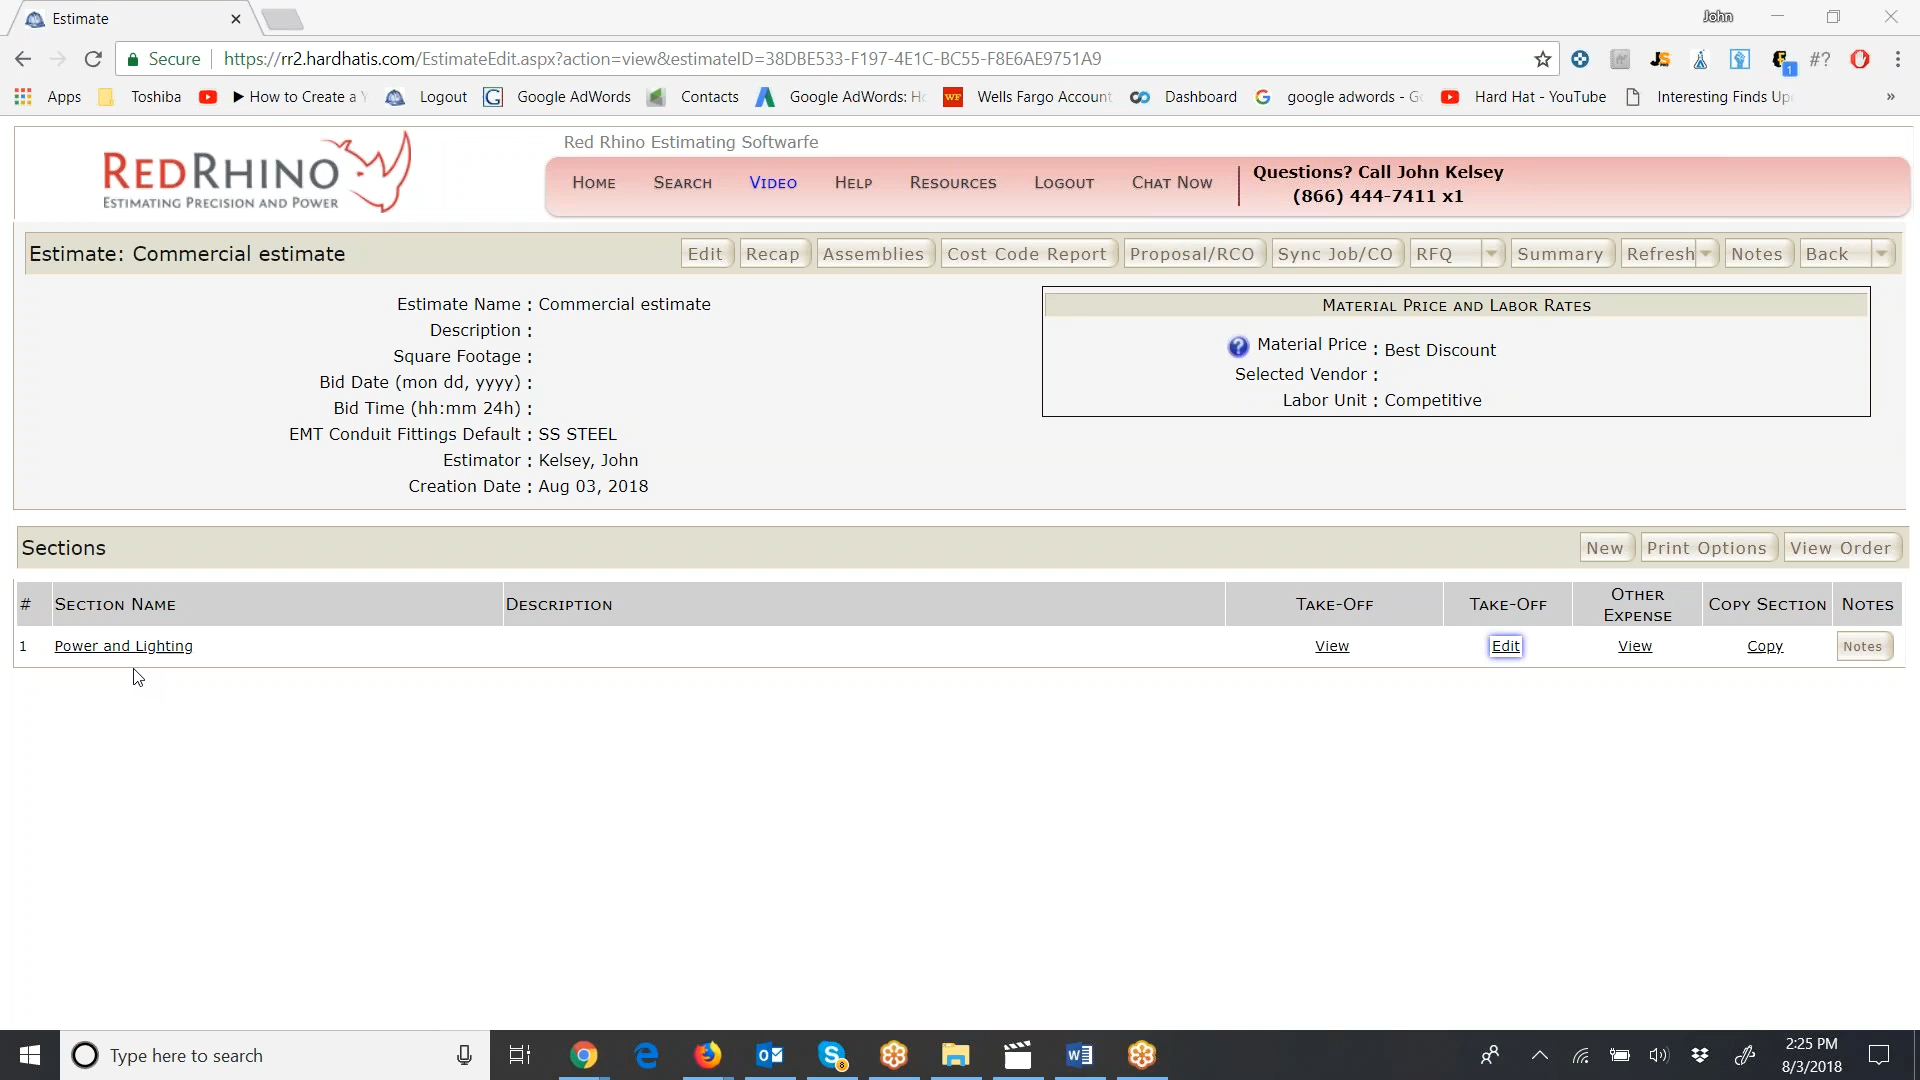 Estimate
John
Secure
https://rr2.hardhatis.com/EstimateEdit.aspx?action=view&estimateID=38DBE533-F197-4E1C-BC55-F8E6AE9751A9
JS
1
#?
Apps
Toshiba
How to Create a
Logout
Google AdWords
Contacts
Google AdWords: H
WF
Wells Fargo Account
Dashboard
google adwords - G
Hard Hat - YouTube
Interesting Finds Up
»
REDRHINO
ESTIMATING PRECISION AND POWER
Red Rhino Estimating Softwarfe
HOME
SEARCH
VIDEO
HELP
RESOURCES
LOGOUT
CHAT NOW
Questions? Call John Kelsey
(866) 444-7411 x1
Estimate: Commercial estimate
Edit
Recap
Assemblies
Cost Code Report
Proposal/RCO
Sync Job/CO
RFQ
Summary
Refresh
Notes
Back
Estimate Name : Commercial estimate
Description :
Square Footage :
Bid Date (mon dd, yyyy) :
Bid Time (hh:mm 24h) :
EMT Conduit Fittings Default : SS STEEL
Estimator : Kelsey, John
Creation Date : Aug 03, 2018
MATERIAL PRICE AND LABOR RATES
? Material Price : Best Discount
Selected Vendor :
Labor Unit : Competitive
Sections
New
Print Options
View Order
# SECTION NAME DESCRIPTION TAKE-OFF TAKE-OFF OTHER EXPENSE COPY SECTION NOTES
1 Power and Lighting View Edit View Copy Notes
Type here to search
8
2:25 PM
8/3/2018